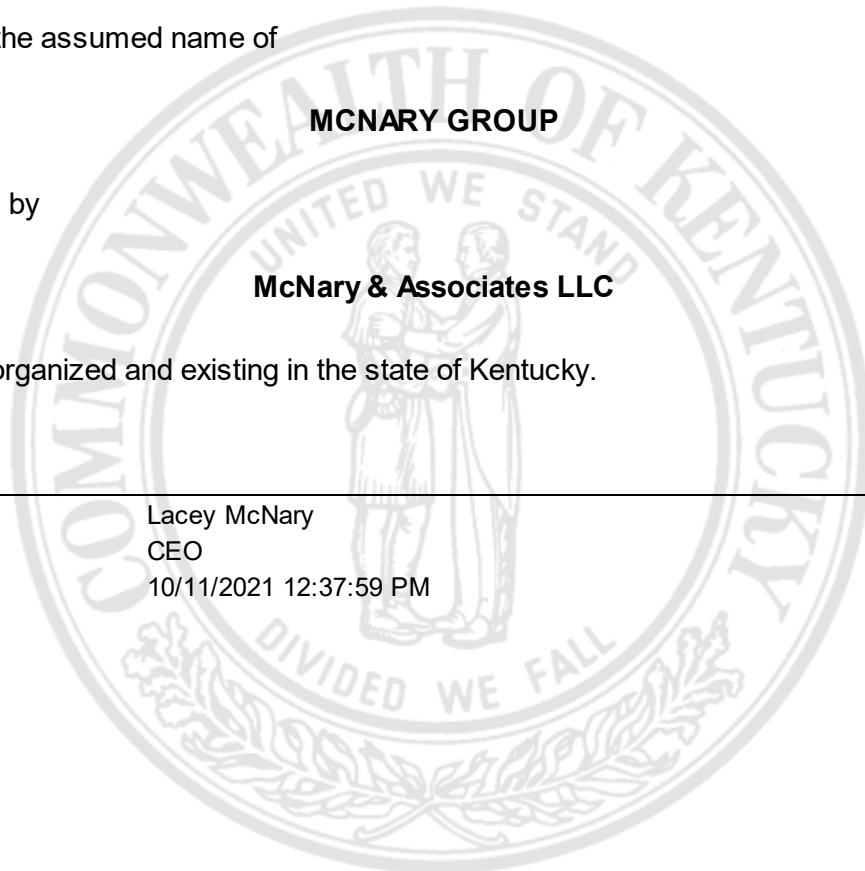 the assumed name of
MCNARY GROUP
by
McNary & Associates LLC
organized and existing in the state of Kentucky.
Lacey McNary
CEO
10/11/2021 12:37:59 PM
COMMONWEALTH OF KENTUCKY
UNITED WE STAND
DIVIDED WE FALL